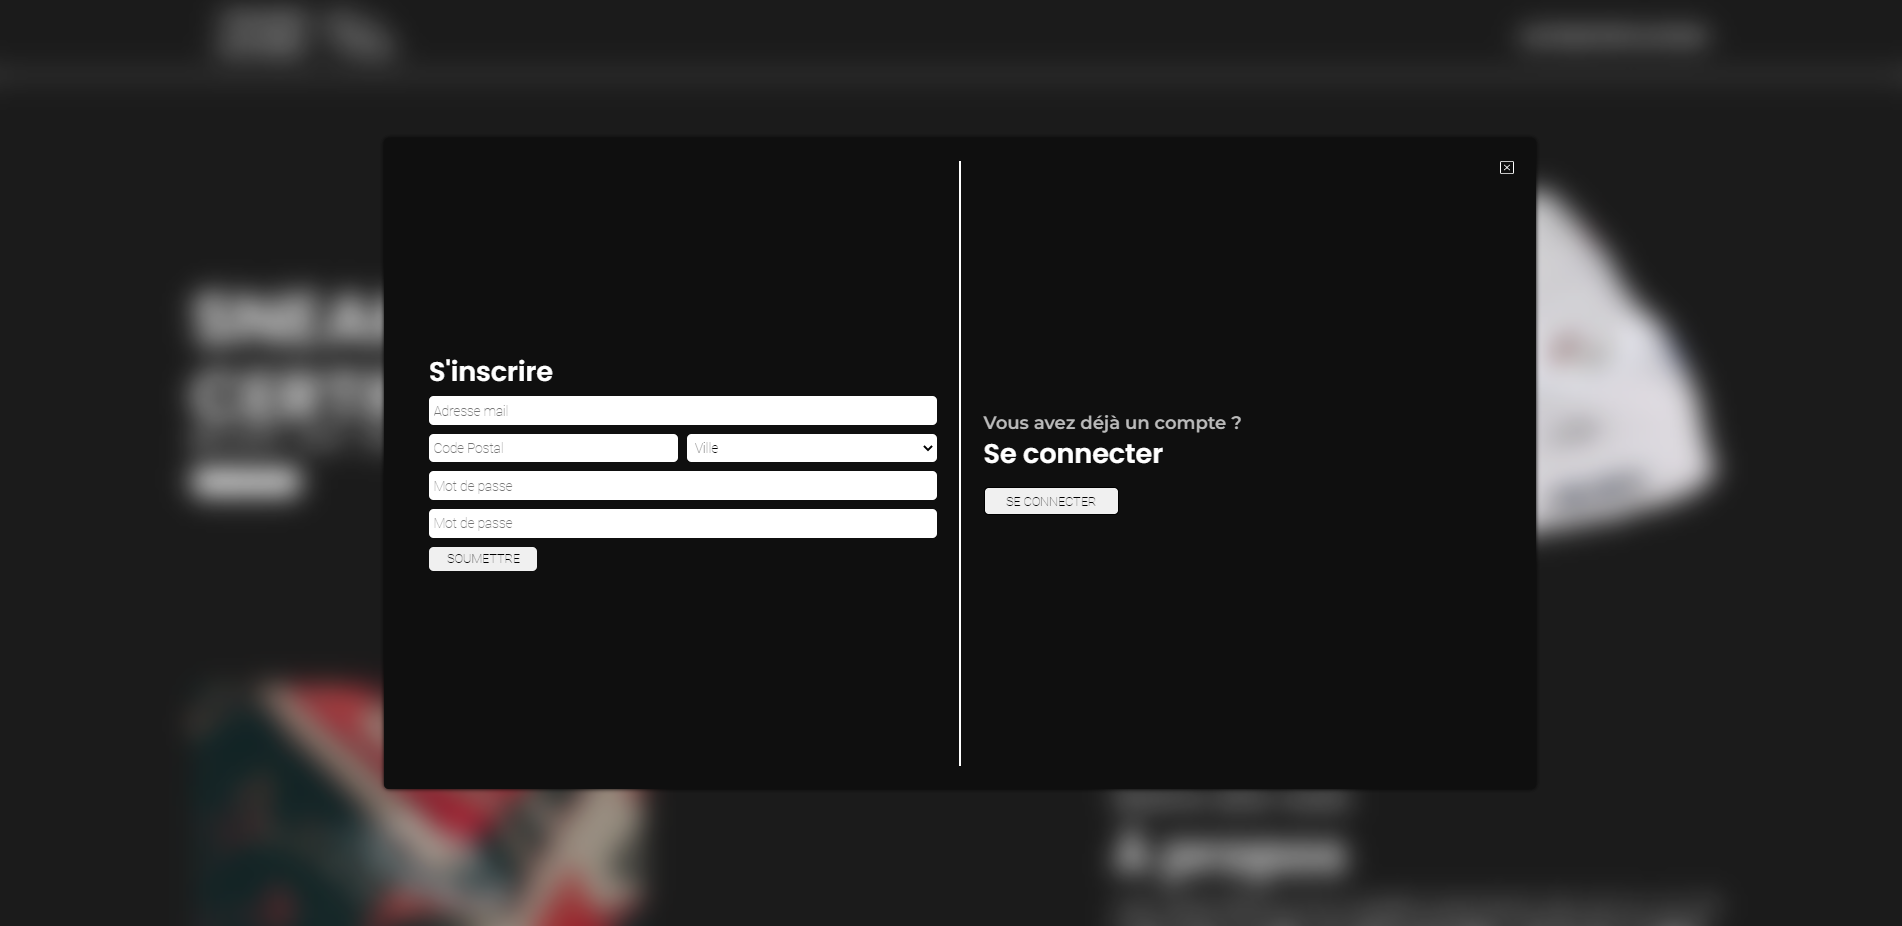 S'inscrire
Adresse mail
Code Postal
Ville
Mot de passe
Mot de passe
SOUMETTRE
Vous avez déjà un compte ?
Se connecter
SE CONNECTER
À propos